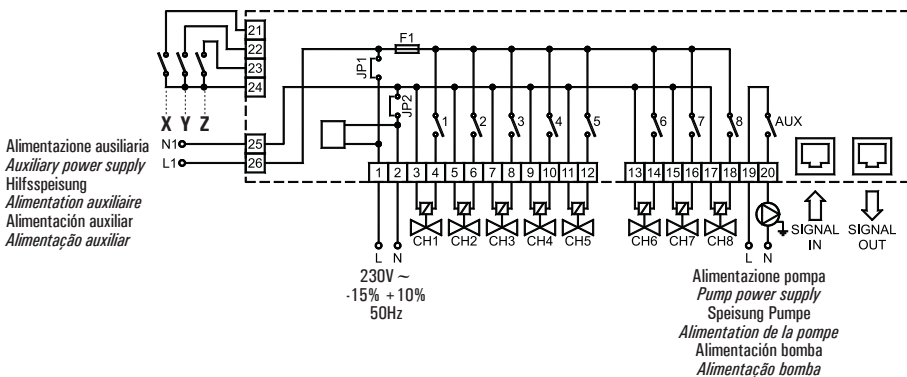 21
22
23
24
X Y Z
N1
25
L1
26
Alimentazione ausiliaria
Auxiliary power supply
Hilfsspeisung
Alimentation auxiliaire
Alimentación auxiliar
Alimentação auxiliar
F1
JP1
JP2
1 2 3 4 5 6 7 8 AUX
1 2 3 4 5 6 7 8 9 10 11 12
13 14 15 16 17 18 19 20
CH1 CH2 CH3 CH4 CH5
CH6 CH7 CH8
SIGNAL IN
SIGNAL OUT
L N
230V ~
-15% +10%
50Hz
L N
Alimentazione pompa
Pump power supply
Speisung Pumpe
Alimentation de la pompe
Alimentación bomba
Alimentação bomba